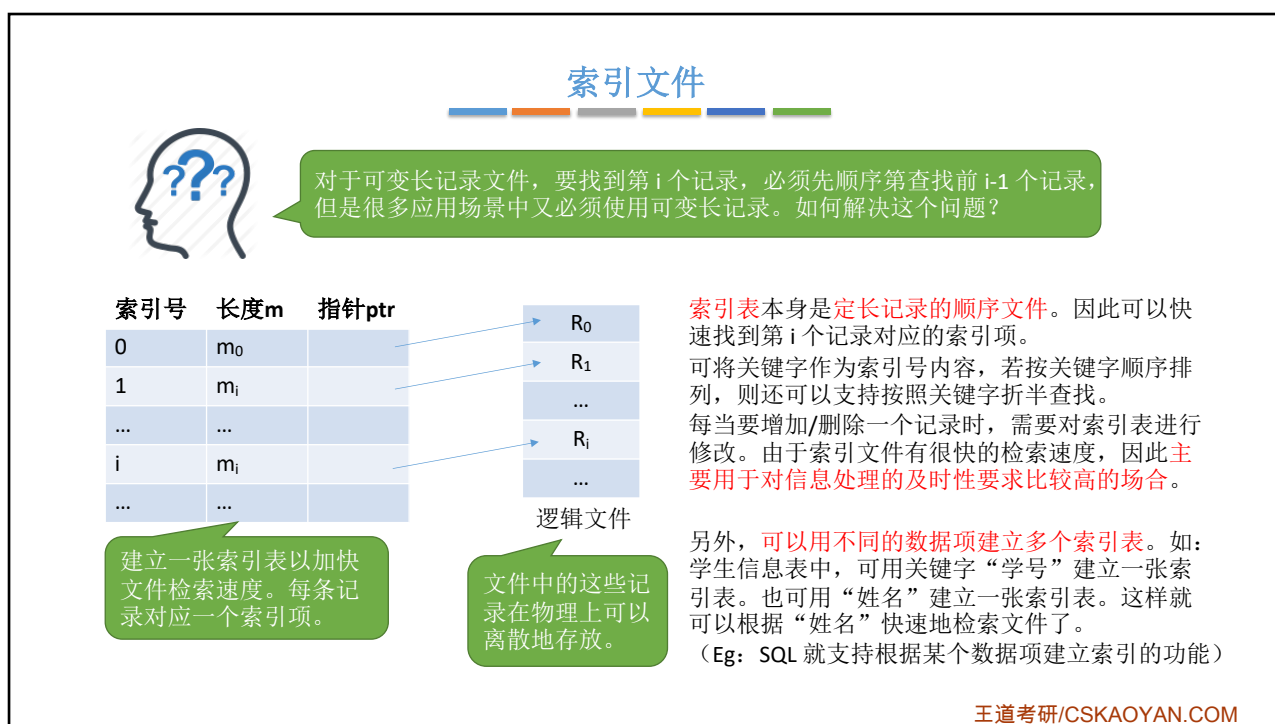 索引文件
???
对于可变长记录文件，要找到第 i 个记录，必须先顺序第查找前 i-1 个记录，
但是很多应用场景中又必须使用可变长记录。如何解决这个问题？
索引号 长度m 指针ptr
0 m0
1 mi
... ...
i mi
... ...
R0
R1
...
Ri
...
逻辑文件
建立一张索引表以加快
文件检索速度。每条记
录对应一个索引项。
文件中的这些记
录在物理上可以
离散地存放。
索引表本身是定长记录的顺序文件。因此可以快
速找到第 i 个记录对应的索引项。
可将关键字作为索引号内容，若按关键字顺序排
列，则还可以支持按照关键字折半查找。
每当要增加/删除一个记录时，需要对索引表进行
修改。由于索引文件有很快的检索速度，因此主
要用于对信息处理的及时性要求比较高的场合。
另外，可以用不同的数据项建立多个索引表。如：
学生信息表中，可用关键字“学号”建立一张索
引表。也可用“姓名”建立一张索引表。这样就
可以根据“姓名”快速地检索文件了。
（Eg：SQL 就支持根据某个数据项建立索引的功能）
王道考研/CSKAOYAN.COM